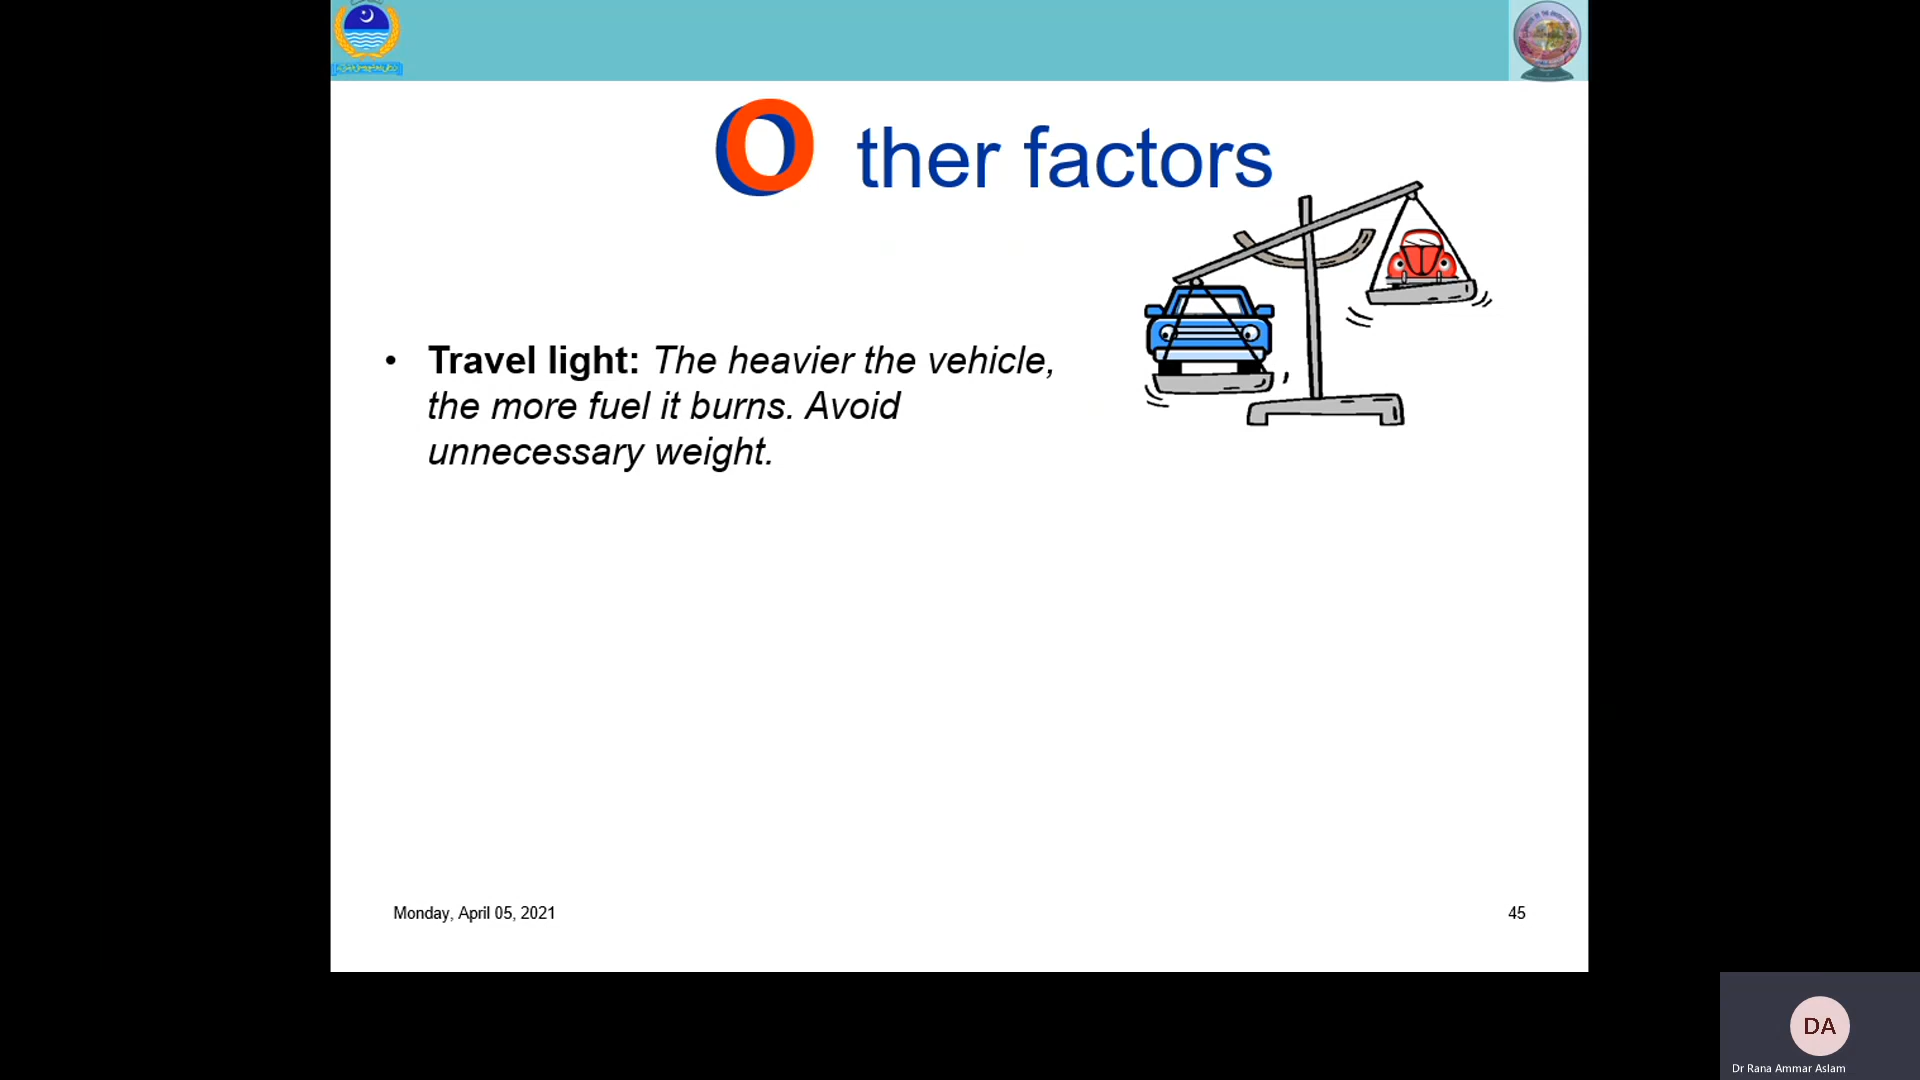 O ther factors
• Travel light: The heavier the vehicle,
the more fuel it burns. Avoid
unnecessary weight.
Monday, April 05, 2021
45
DA
Dr Rana Ammar Aslam